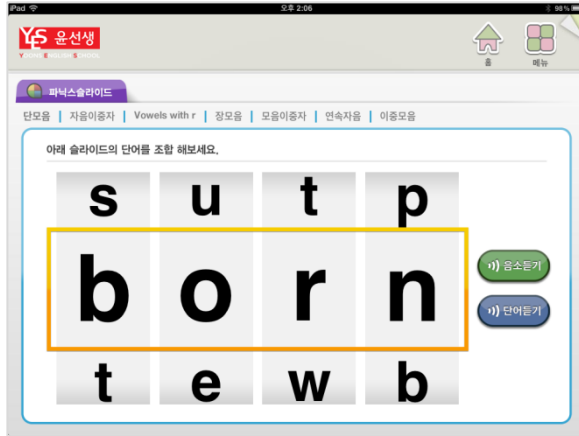 iPad 오후 2:06 98%
YES 윤선생
YOON'S ENGLISH SCHOOL
홈 메뉴
파닉스슬라이드
단모음 | 자음이중자 | Vowels with r | 장모음 | 모음이중자 | 연속자음 | 이중모음
아래 슬라이드의 단어를 조합 해보세요.
s u t p
b o r n
음소듣기
단어듣기
t e w b